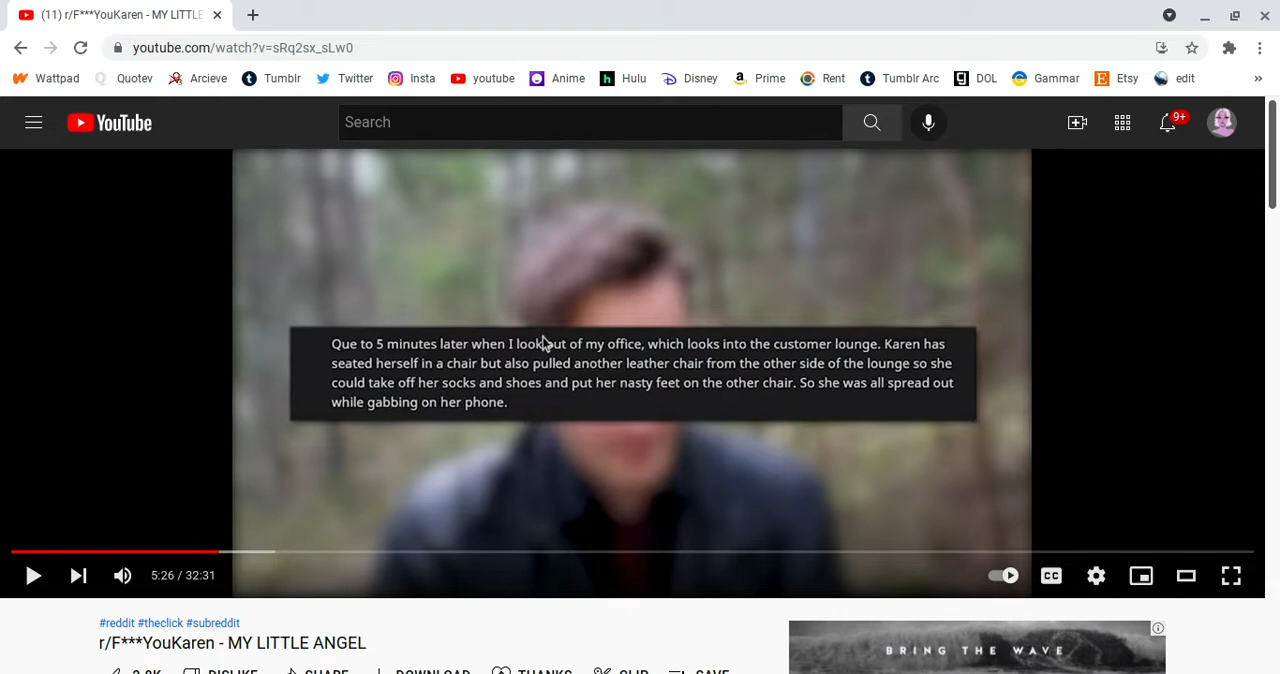 (11) r/F***YouKaren - MY LITTLE
youtube.com/watch?v=sRq2sx_sLw0
Wattpad Quotev Arcieve Tumblr Twitter Insta youtube Anime Hulu Disney Prime Rent Tumblr Arc DOL Gammar Etsy edit »
YouTube Search 9+
Que to 5 minutes later when I look out of my office, which looks into the customer lounge. Karen has
seated herself in a chair but also pulled another leather chair from the other side of the lounge so she
could take off her socks and shoes and put her nasty feet on the other chair. So she was all spread out
while gabbing on her phone.
5:26 / 32:31 CC
#reddit #theclick #subreddit
r/F***YouKaren - MY LITTLE ANGEL
BRING THE WAVE
DISLIKE SHARE DOWNLOAD THANKS CLIP SAVE